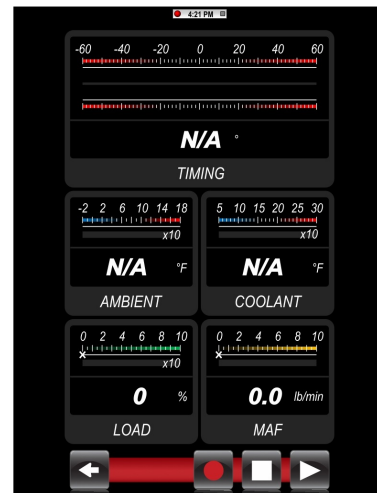 4:21 PM
-60 -40 -20 0 20 40 60
N/A °
TIMING
-2 2 6 10 14 18
x10
N/A °F
AMBIENT
5 10 15 20 25 30
x10
N/A °F
COOLANT
0 2 4 6 8 10
x10
0 %
LOAD
0 2 4 6 8 10
0.0 lb/min
MAF